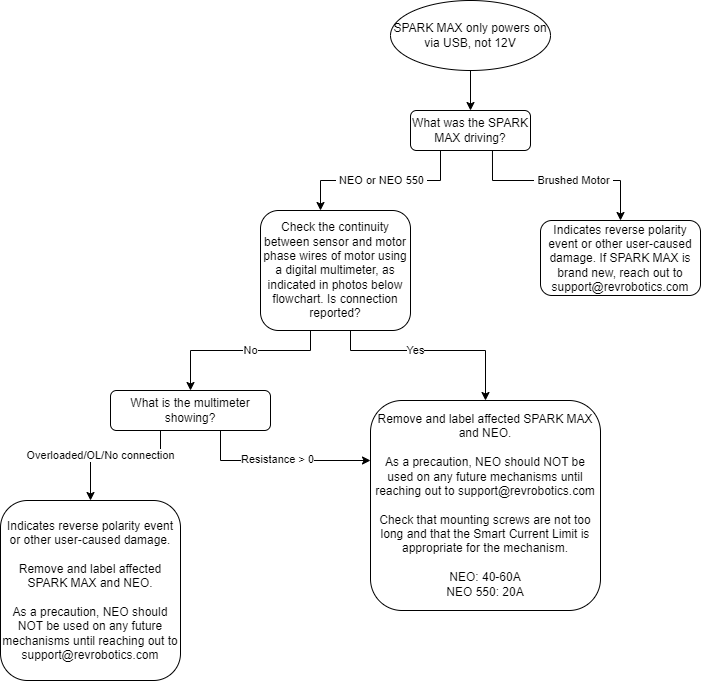 SPARK MAX only powers on
via USB, not 12V
What was the SPARK
MAX driving?
NEO or NEO 550
Brushed Motor
Check the continuity
between sensor and motor
phase wires of motor using
a digital multimeter, as
indicated in photos below
flowchart. Is connection
reported?
Indicates reverse polarity
event or other user-caused
damage. If SPARK MAX is
brand new, reach out to
support@revrobotics.com
No
Yes
What is the multimeter
showing?
Overloaded/OL/No connection
Resistance > 0
Remove and label affected SPARK MAX
and NEO.
As a precaution, NEO should NOT be
used on any future mechanisms until
reaching out to support@revrobotics.com
Check that mounting screws are not too
long and that the Smart Current Limit is
appropriate for the mechanism.
NEO: 40-60A
NEO 550: 20A
Indicates reverse polarity event
or other user-caused damage.
Remove and label affected
SPARK MAX and NEO.
As a precaution, NEO should
NOT be used on any future
mechanisms until reaching out to
support@revrobotics.com